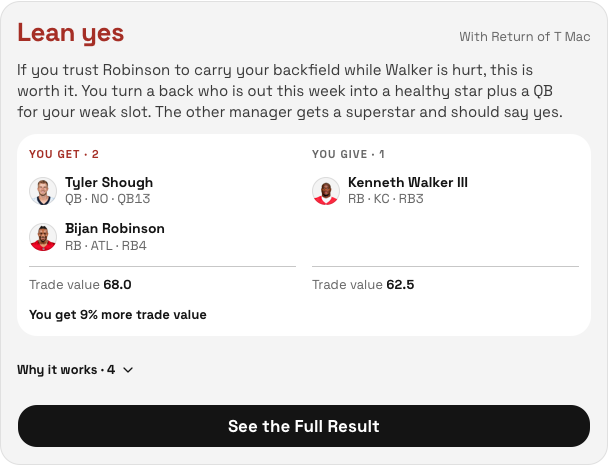 Lean yes
With Return of T Mac
If you trust Robinson to carry your backfield while Walker is hurt, this is
worth it. You turn a back who is out this week into a healthy star plus a QB
for your weak slot. The other manager gets a superstar and should say yes.
YOU GET · 2
Tyler Shough
QB · NO · QB13
Bijan Robinson
RB · ATL · RB4
Trade value 68.0
You get 9% more trade value
YOU GIVE · 1
Kenneth Walker III
RB · KC · RB3
Trade value 62.5
Why it works · 4
See the Full Result